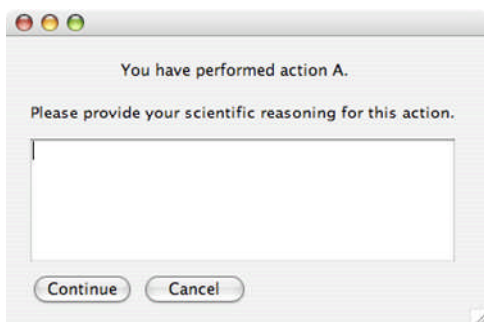 You have performed action A.
Please provide your scientific reasoning for this action.
Continue Cancel